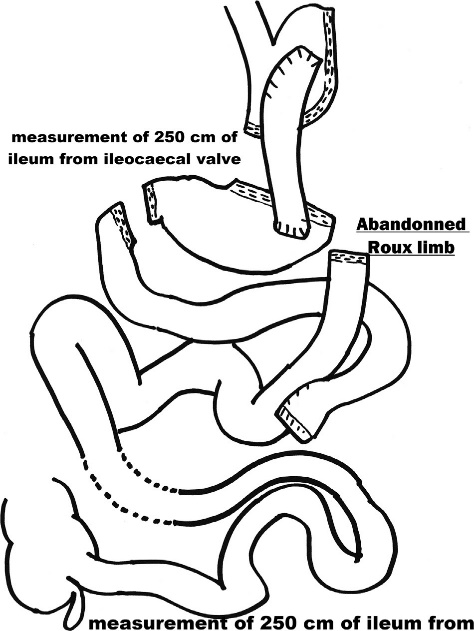 measurement of 250 cm of
ileum from ileocaecal valve
Abandonned
Roux limb
measurement of 250 cm of ileum from